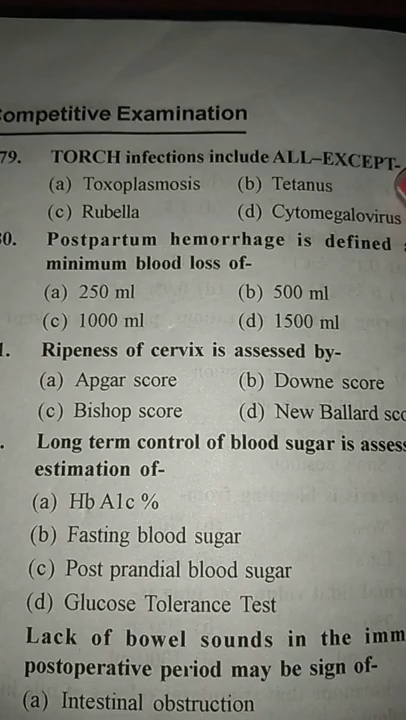 ompetitive Examination
79. TORCH infections include ALL–EXCEPT-
(a) Toxoplasmosis (b) Tetanus
(c) Rubella (d) Cytomegalovirus
0. Postpartum hemorrhage is defined
minimum blood loss of-
(a) 250 ml (b) 500 ml
(c) 1000 ml (d) 1500 ml
. Ripeness of cervix is assessed by-
(a) Apgar score (b) Downe score
(c) Bishop score (d) New Ballard sco
. Long term control of blood sugar is assess
estimation of-
(a) Hb A1c %
(b) Fasting blood sugar
(c) Post prandial blood sugar
(d) Glucose Tolerance Test
Lack of bowel sounds in the imm
postoperative period may be sign of-
(a) Intestinal obstruction